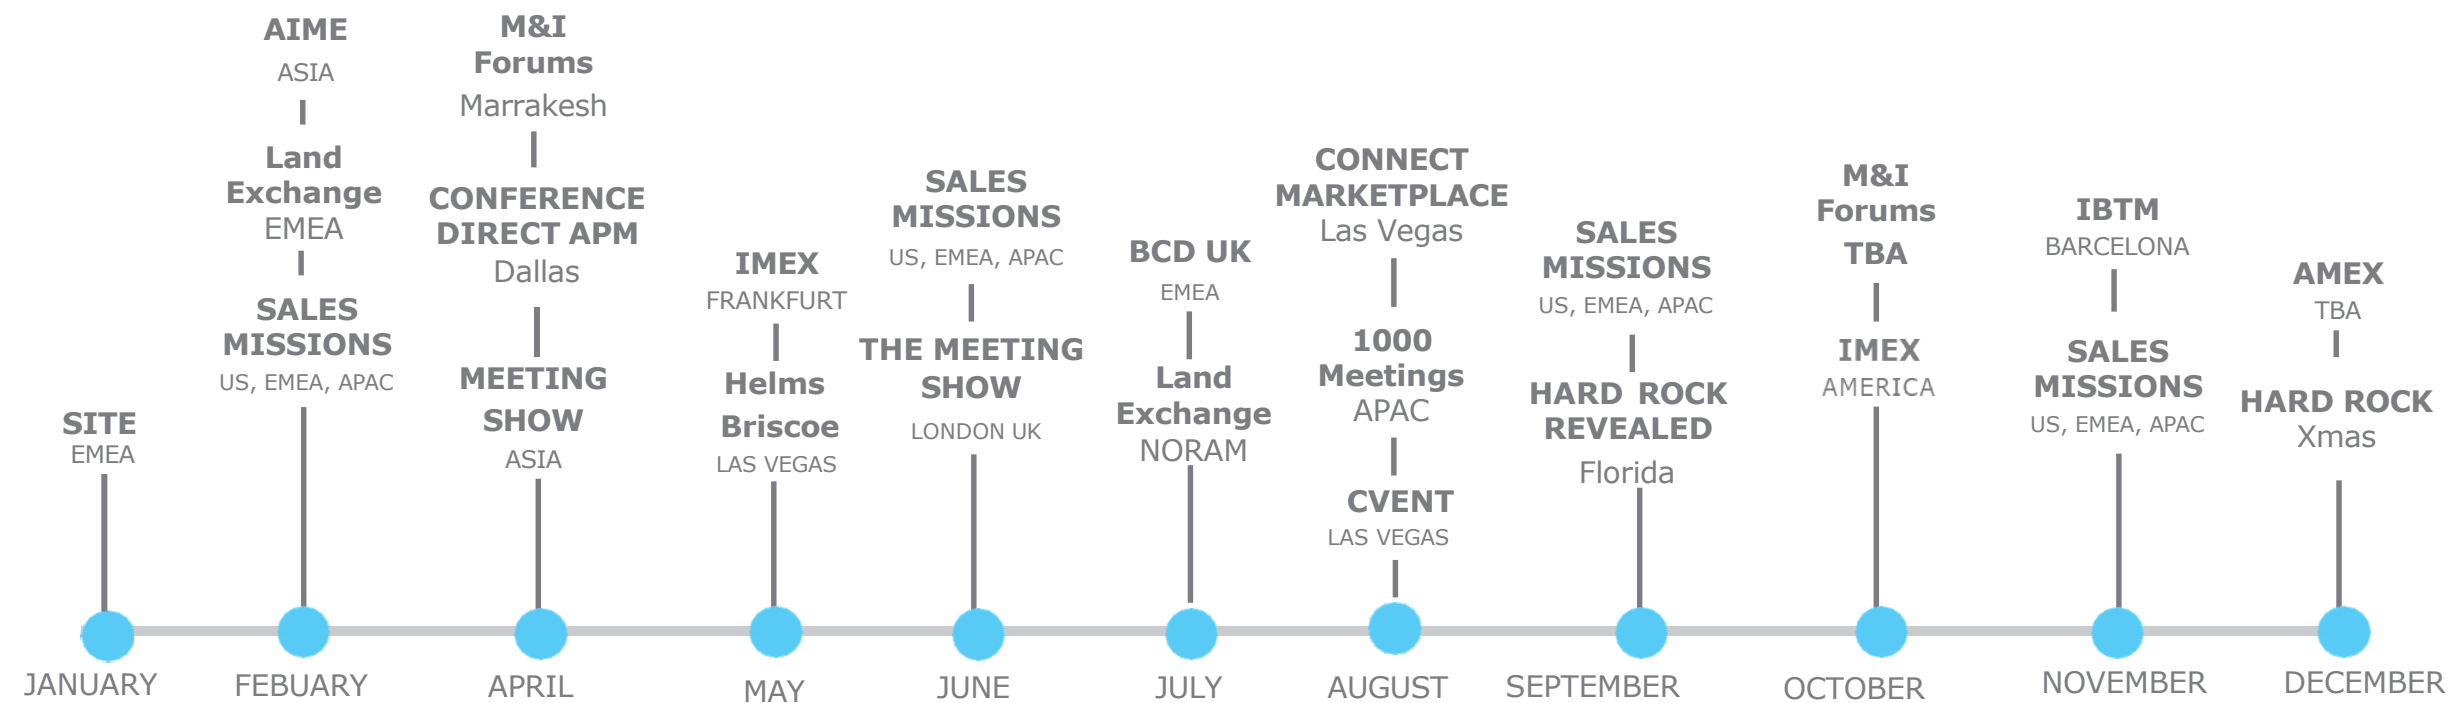 SITE
EMEA
JANUARY
AIME
ASIA
Land
Exchange
EMEA
SALES
MISSIONS
US, EMEA, APAC
FEBUARY
M&I
Forums
Marrakesh
CONFERENCE
DIRECT APM
Dallas
MEETING
SHOW
ASIA
APRIL
IMEX
FRANKFURT
Helms
Briscoe
LAS VEGAS
MAY
SALES
MISSIONS
US, EMEA, APAC
THE MEETING
SHOW
LONDON UK
JUNE
BCD UK
EMEA
Land
Exchange
NORAM
JULY
CONNECT
MARKETPLACE
Las Vegas
1000
Meetings
APAC
CVENT
LAS VEGAS
AUGUST
SALES
MISSIONS
US, EMEA, APAC
HARD ROCK
REVEALED
Florida
SEPTEMBER
M&I
Forums
TBA
IMEX
AMERICA
OCTOBER
IBTM
BARCELONA
SALES
MISSIONS
US, EMEA, APAC
NOVEMBER
AMEX
TBA
HARD ROCK
Xmas
DECEMBER